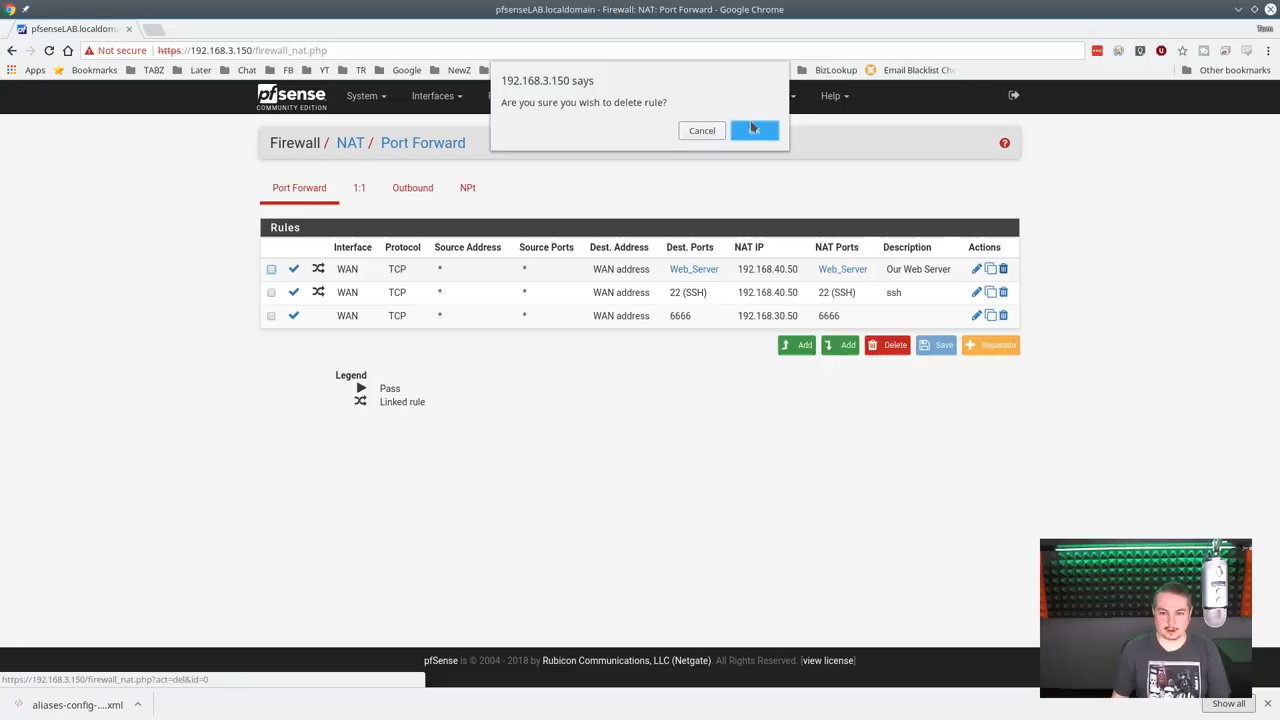 pfsenseLAB.localdomain - Firewall: NAT: Port Forward - Google Chrome
pfsenseLAB.localdom
Tom
Not secure https://192.168.3.150/firewall_nat.php
Apps Bookmarks TABZ Later Chat FB YT TR Google NewZ BizLookup Email Blacklist Che Other bookmarks
192.168.3.150 says
Are you sure you wish to delete rule?
Cancel
pfsense
COMMUNITY EDITION
System Interfaces Help
Firewall / NAT / Port Forward
Port Forward 1:1 Outbound NPt
Rules
Interface Protocol Source Address Source Ports Dest. Address Dest. Ports NAT IP NAT Ports Description Actions
WAN TCP * * WAN address Web_Server 192.168.40.50 Web_Server Our Web Server
WAN TCP * * WAN address 22 (SSH) 192.168.40.50 22 (SSH) ssh
WAN TCP * * WAN address 6666 192.168.30.50 6666
Add Add Delete Save Separator
Legend
Pass
Linked rule
pfSense is © 2004 - 2018 by Rubicon Communications, LLC (Netgate). All Rights Reserved. [view license]
https://192.168.3.150/firewall_nat.php?act=del&id=0
aliases-config-....xml
Show all